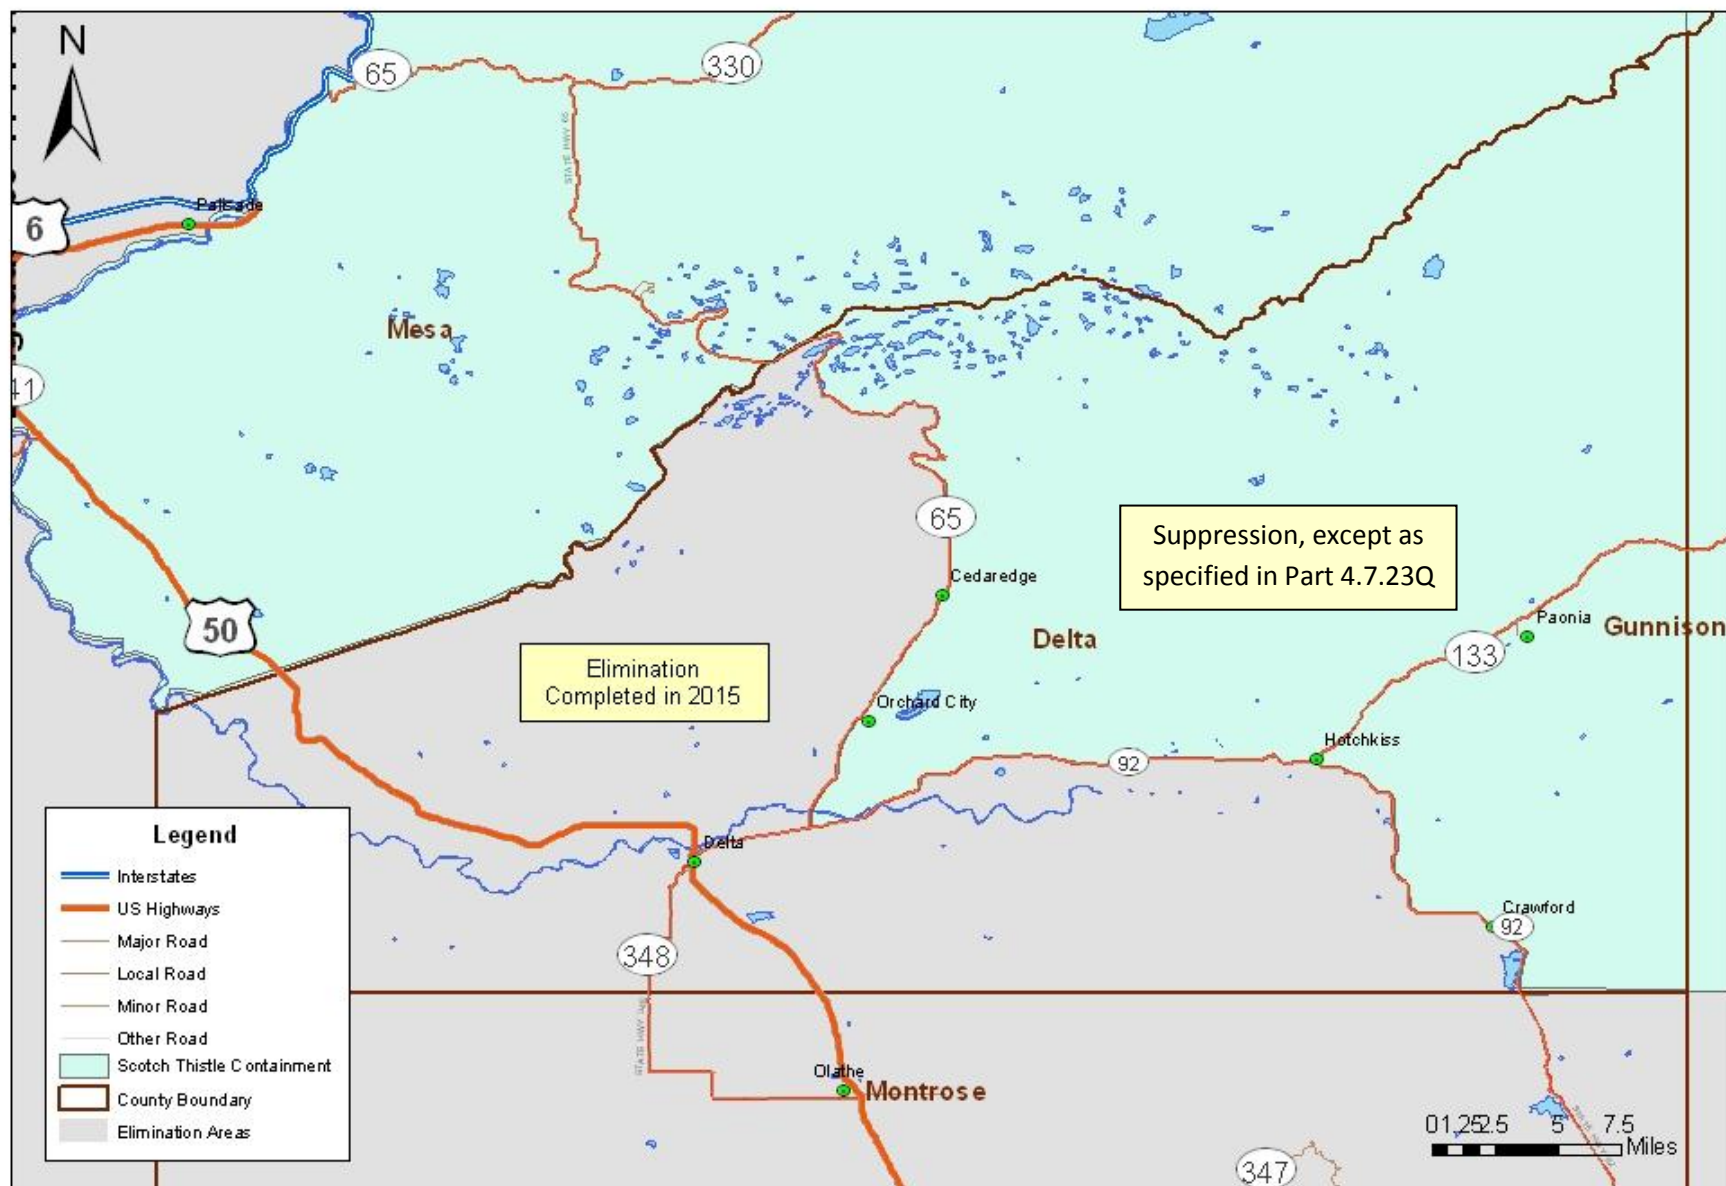 N
65
330
STATE HWY 65
6
Palisade
Mesa
41
65
Suppression, except as
specified in Part 4.7.23Q
Cedaredge
50
Paonia
Gunnison
Delta
133
Elimination
Completed in 2015
Orchard City
Hotchkiss
92
Delta
Crawford
92
348
Olathe
Montrose
347
Legend
Interstates
US Highways
Major Road
Local Road
Minor Road
Other Road
Scotch Thistle Containment
County Boundary
Elimination Areas
0 1.25 2.5 5 7.5
Miles